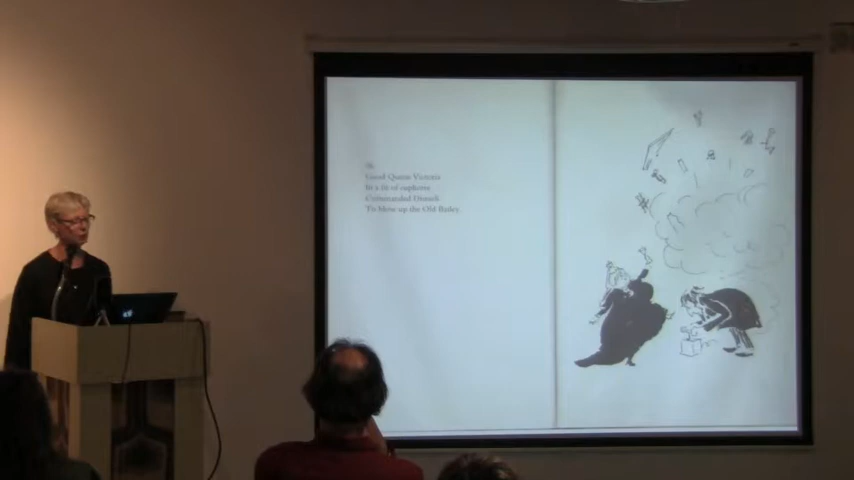 Good Queen Victoria
In a fit of euphoria
Commanded Disraeli
To blow up the Old Bailey.